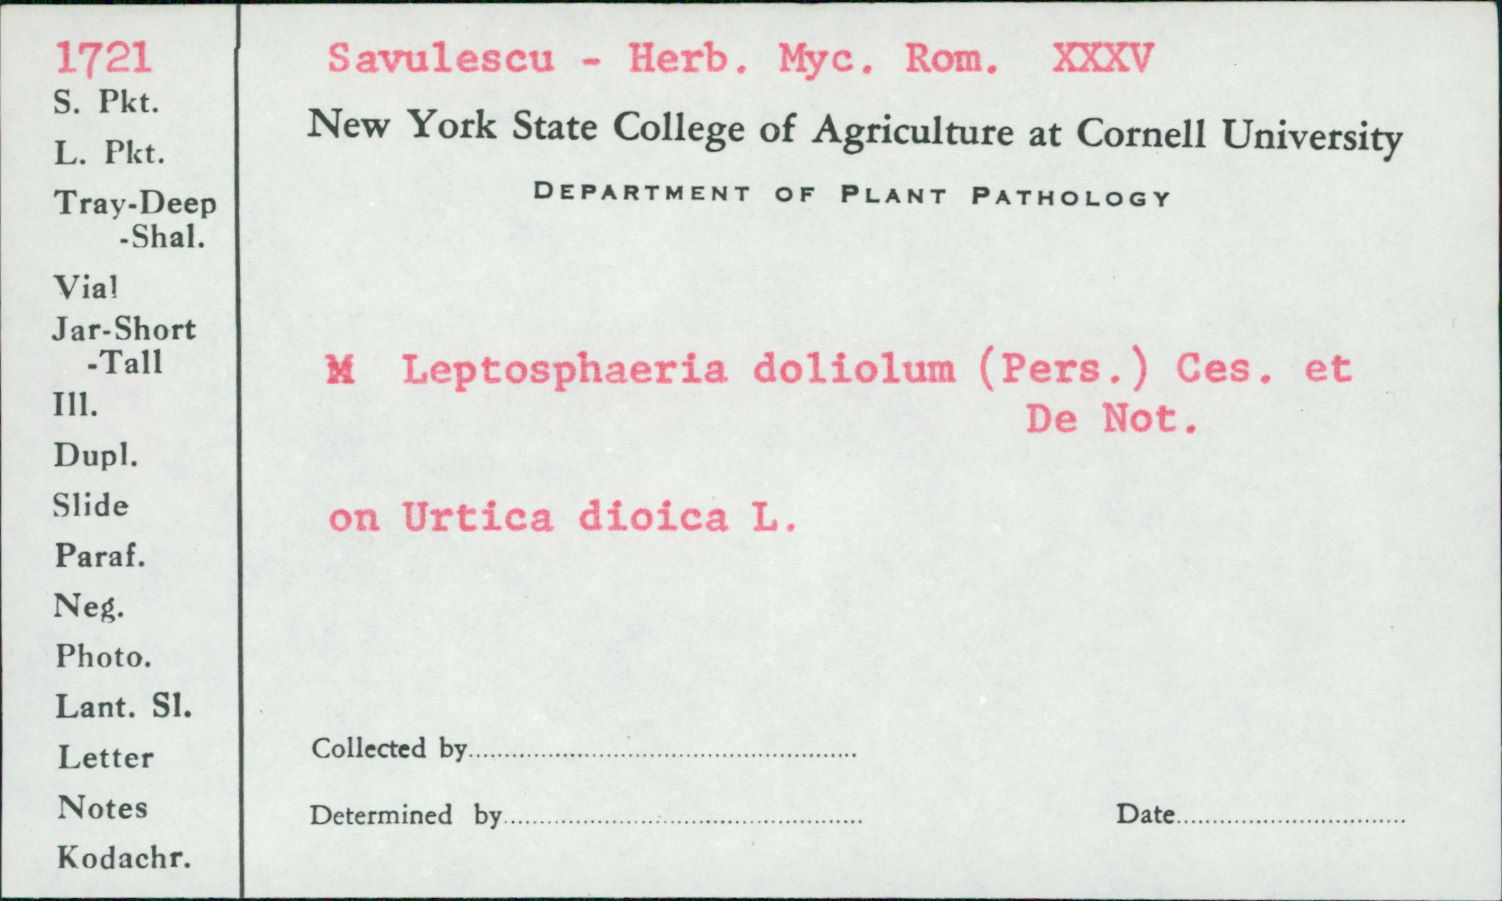 1721
S. Pkt.
L. Pkt.
Tray-Deep
-Shal.
Vial
Jar-Short
-Tall
Ill.
Dupl.
Slide
Paraf.
Neg.
Photo.
Lant. Sl.
Letter
Notes
Kodachr.
Savulescu - Herb. Myc. Rom. XXXV
New York State College of Agriculture at Cornell University
DEPARTMENT OF PLANT PATHOLOGY
M Leptosphaeria doliolum (Pers.) Ces. et
De Not.
on Urtica dioica L.
Collected by
Determined by
Date